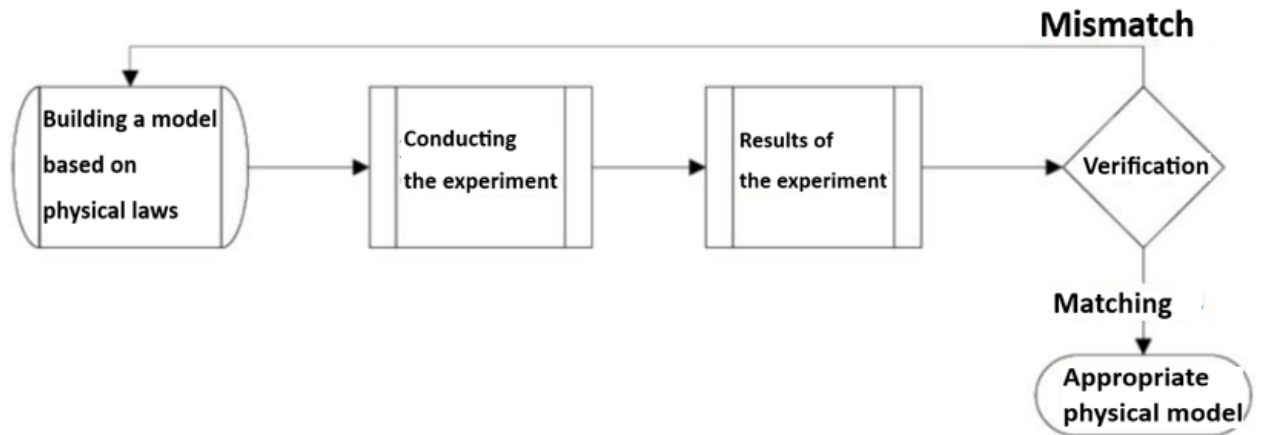 Mismatch
Building a model
based on
physical laws
Conducting
the experiment
Results of
the experiment
Verification
Matching
Appropriate
physical model